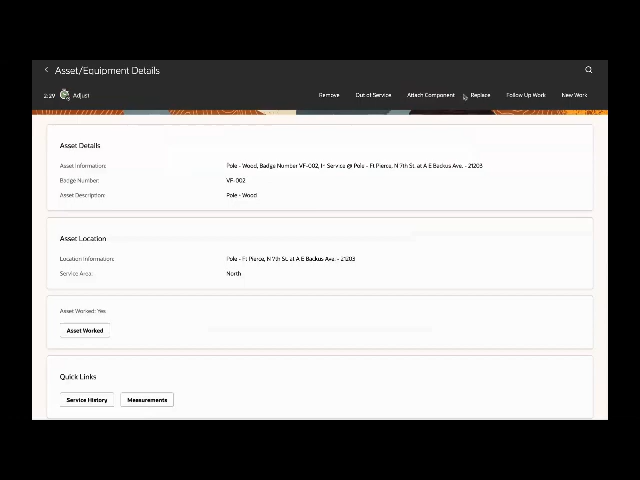 Asset/Equipment Details
2:29 Adjust Remove Out of Service Attach Component Replace Follow Up Work New Work
Asset Details
Asset Information: Pole - Wood, Badge Number VF-002, In Service @ Pole - Ft Pierce, N 7th St. at A E Backus Ave. - 21203
Badge Number: VF-002
Asset Description: Pole - Wood
Asset Location
Location Information: Pole - Ft Pierce, N 7th St. at A E Backus Ave. - 21203
Service Area: North
Asset Worked: Yes
Asset Worked
Quick Links
Service History Measurements